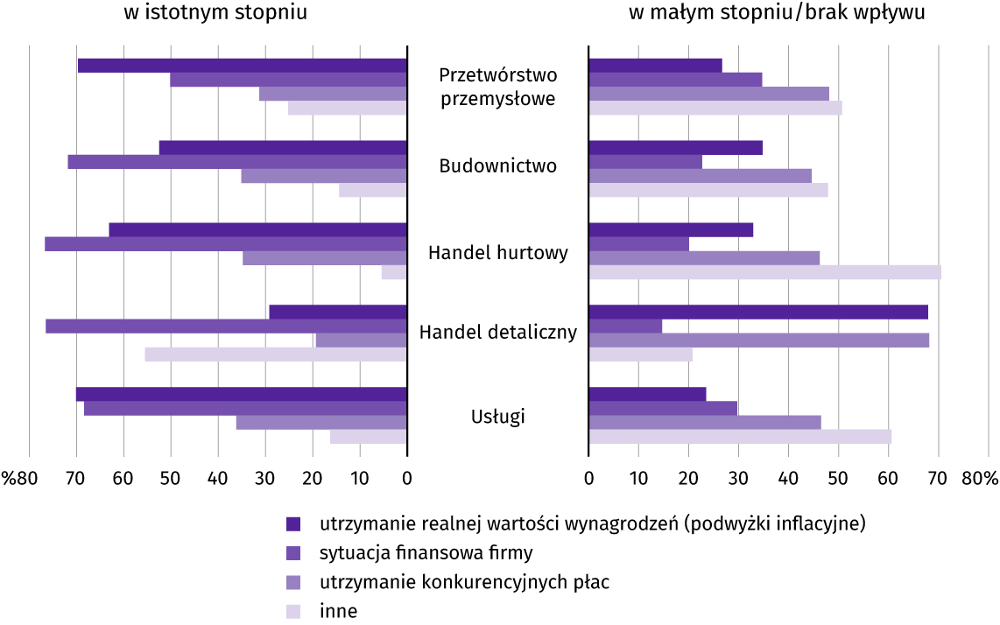 w istotnym stopniu
w małym stopniu/brak wpływu
Przetwórstwo
przemysłowe
Budownictwo
Handel hurtowy
Handel detaliczny
Usługi
%80 70 60 50 40 30 20 10 0
0 10 20 30 40 50 60 70 80%
utrzymanie realnej wartości wynagrodzeń (podwyżki inflacyjne)
sytuacja finansowa firmy
utrzymanie konkurencyjnych płac
inne